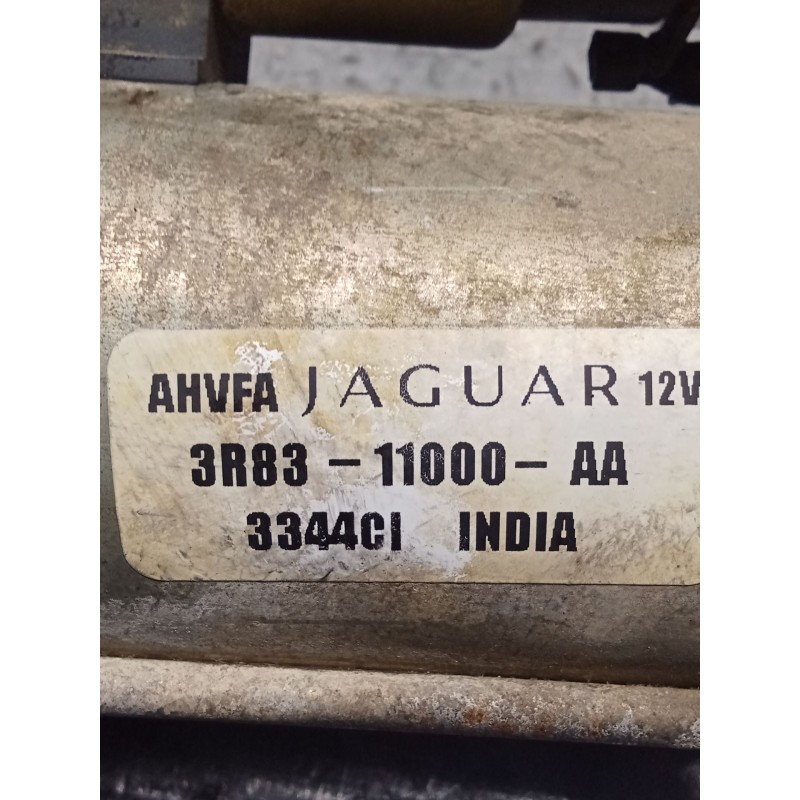 AHVFA JAGUAR 12V
3R83-11000-AA
3344CI INDIA